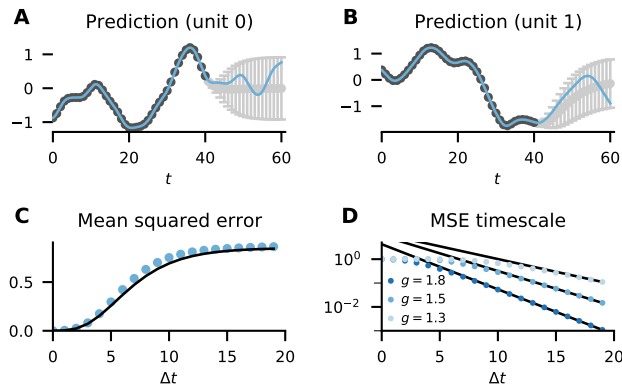 A Prediction (unit 0)
1
0
−1
0 20 40 60
t
B Prediction (unit 1)
1
0
−1
0 20 40 60
t
C Mean squared error
0.5
0.0
0 5 10 15 20
Δt
D MSE timescale
10⁰
10⁻²
g = 1.8
g = 1.5
g = 1.3
0 5 10 15 20
Δt